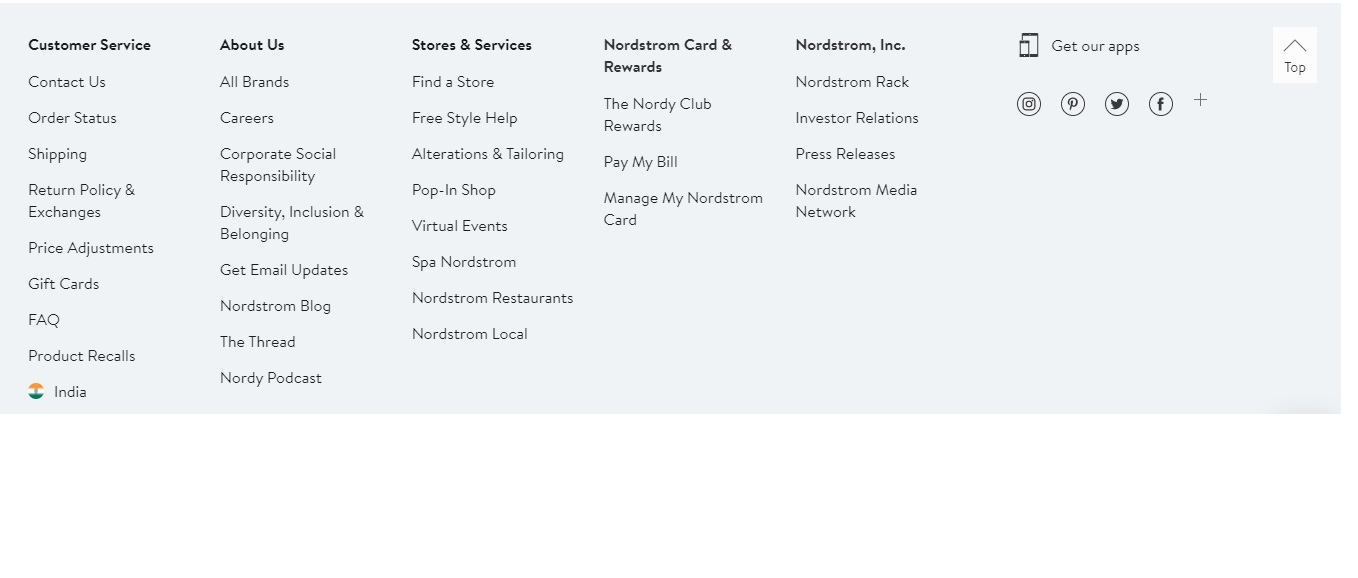 Customer Service
Contact Us
Order Status
Shipping
Return Policy &
Exchanges
Price Adjustments
Gift Cards
FAQ
Product Recalls
India
About Us
All Brands
Careers
Corporate Social
Responsibility
Diversity, Inclusion &
Belonging
Get Email Updates
Nordstrom Blog
The Thread
Nordy Podcast
Stores & Services
Find a Store
Free Style Help
Alterations & Tailoring
Pop-In Shop
Virtual Events
Spa Nordstrom
Nordstrom Restaurants
Nordstrom Local
Nordstrom Card &
Rewards
The Nordy Club
Rewards
Pay My Bill
Manage My Nordstrom
Card
Nordstrom, Inc.
Nordstrom Rack
Investor Relations
Press Releases
Nordstrom Media
Network
Get our apps
Top